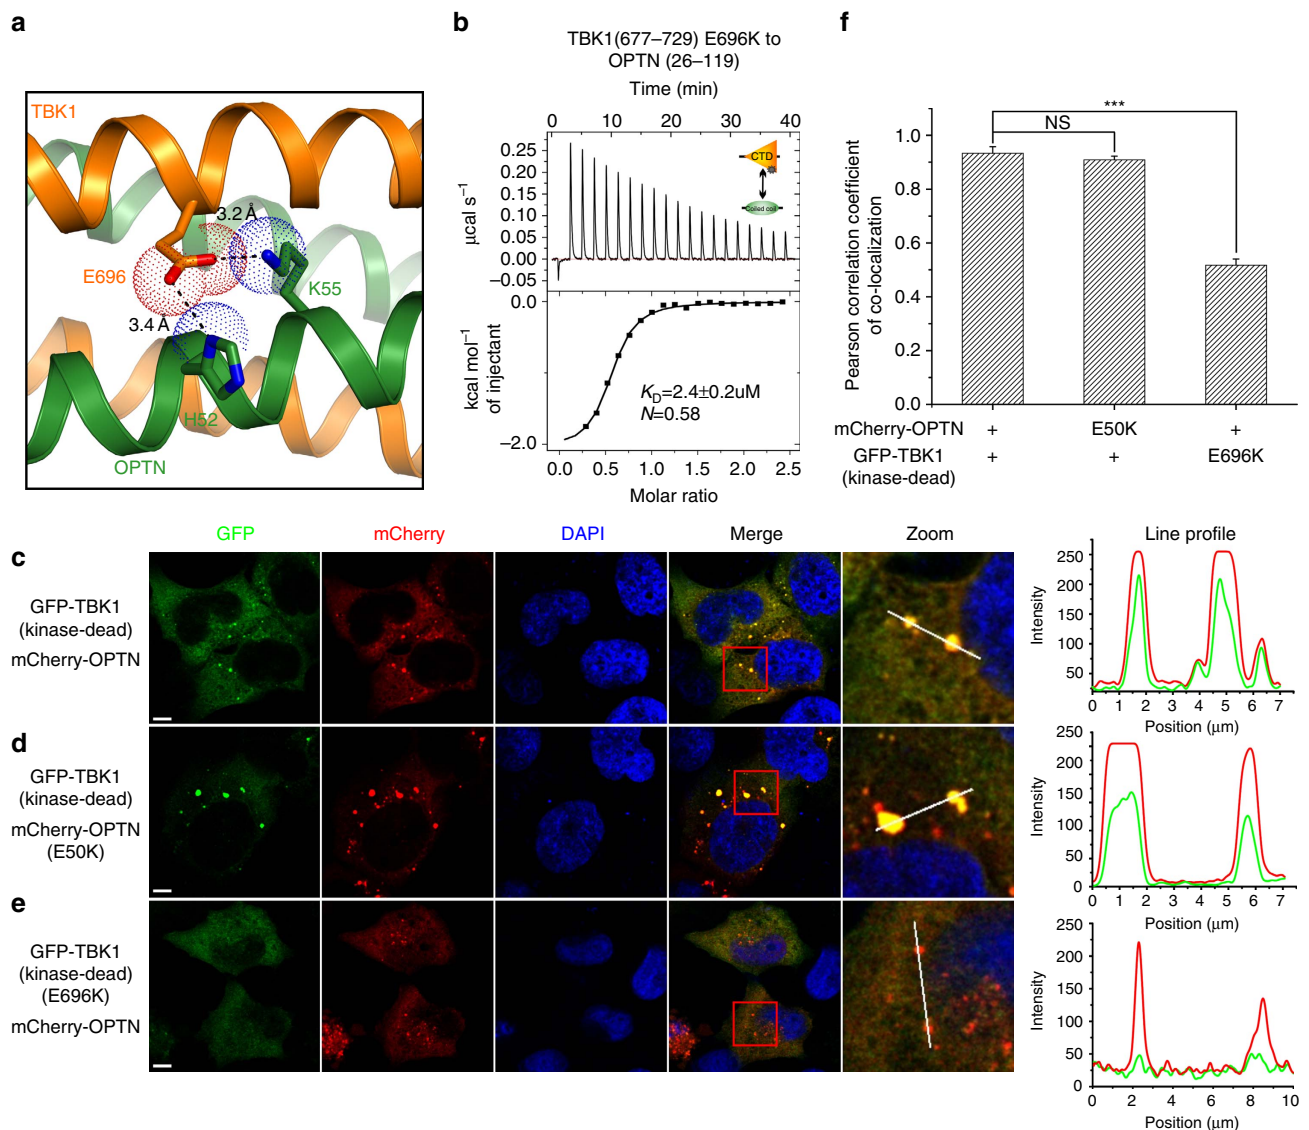 a
TBK1
3.2 Å
E696
K55
3.4 Å
H52
OPTN
b
TBK1(677–729) E696K to
OPTN (26–119)
Time (min)
0 10 20 30 40
0.25
0.20
0.15
0.10
0.05
0.00
−0.05
μcal s⁻¹
CTD
Coiled coil
0.0
−2.0
kcal mol⁻¹
of injectant
K_D=2.4±0.2uM
N=0.58
0.0 0.5 1.0 1.5 2.0 2.5
Molar ratio
f
Pearson correlation coefficient
of co-localization
1.0
0.8
0.6
0.4
0.2
0.0
***
NS
mCherry-OPTN + E50K +
GFP-TBK1 + + E696K
(kinase-dead)
GFP mCherry DAPI Merge Zoom Line profile
c
GFP-TBK1
(kinase-dead)
mCherry-OPTN
Intensity
250
200
150
100
50
0 1 2 3 4 5 6 7
Position (μm)
d
GFP-TBK1
(kinase-dead)
mCherry-OPTN
(E50K)
Intensity
250
200
150
100
50
0
0 1 2 3 4 5 6 7
Position (μm)
e
GFP-TBK1
(kinase-dead)
(E696K)
mCherry-OPTN
Intensity
250
200
150
100
50
0
0 2 4 6 8 10
Position (μm)